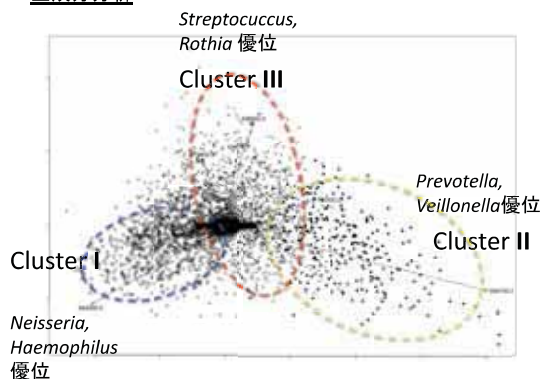 Streptococcus,
Rothia 優位
Cluster III
Prevotella,
Veillonella優位
Cluster II
Cluster I
Neisseria,
Haemophilus
優位